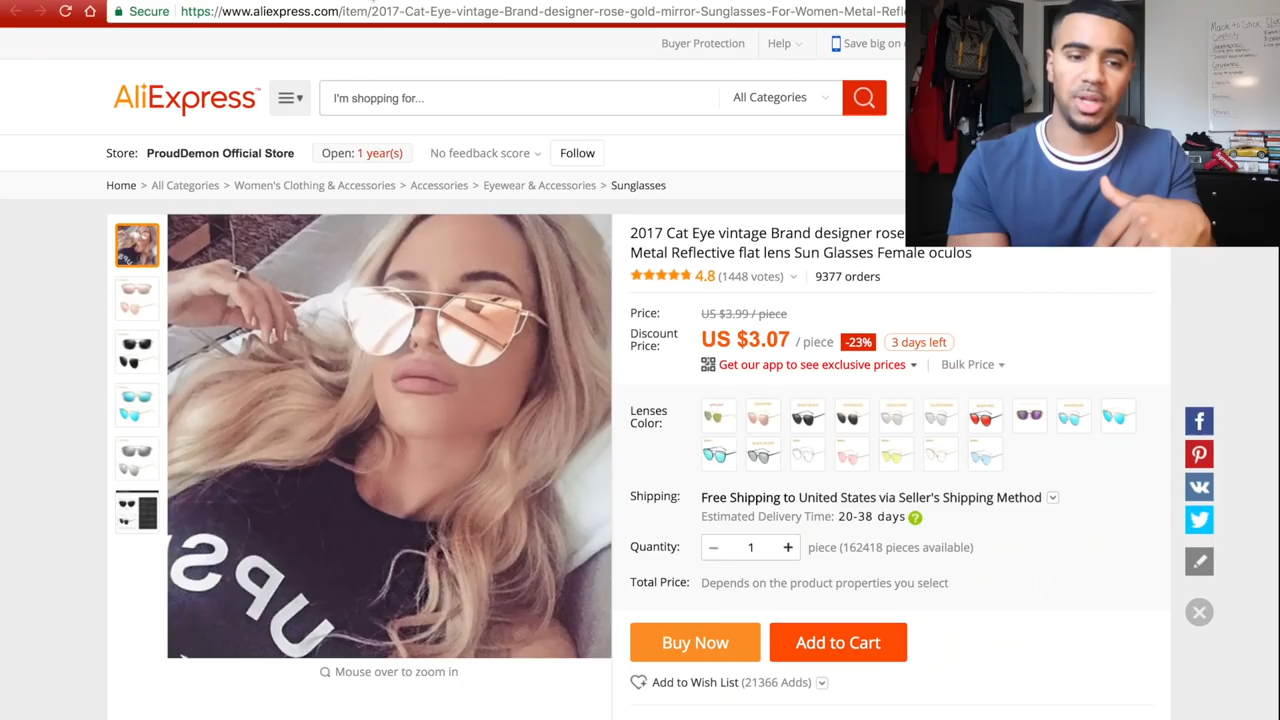 Secure
https://www.aliexpress.com/item/2017-Cat-Eye-vintage-Brand-designer-rose-gold-mirror-Sunglasses-For-Women-Metal-Refle
Buyer Protection
Help
Save big on
AliExpress™
I'm shopping for...
All Categories
Store: ProudDemon Official Store
Open: 1 year(s)
No feedback score
Follow
Home > All Categories > Women's Clothing & Accessories > Accessories > Eyewear & Accessories > Sunglasses
2017 Cat Eye vintage Brand designer rose
Metal Reflective flat lens Sun Glasses Female oculos
4.8 (1448 votes)
9377 orders
Price: US $3.99 / piece
Discount Price: US $3.07 / piece -23% 3 days left
Get our app to see exclusive prices
Bulk Price
Lenses Color:
Shipping: Free Shipping to United States via Seller's Shipping Method
Estimated Delivery Time: 20-38 days ?
Quantity: − 1 + piece (162418 pieces available)
Total Price: Depends on the product properties you select
Buy Now
Add to Cart
Add to Wish List (21366 Adds)
Mouse over to zoom in
UPSY
Supreme